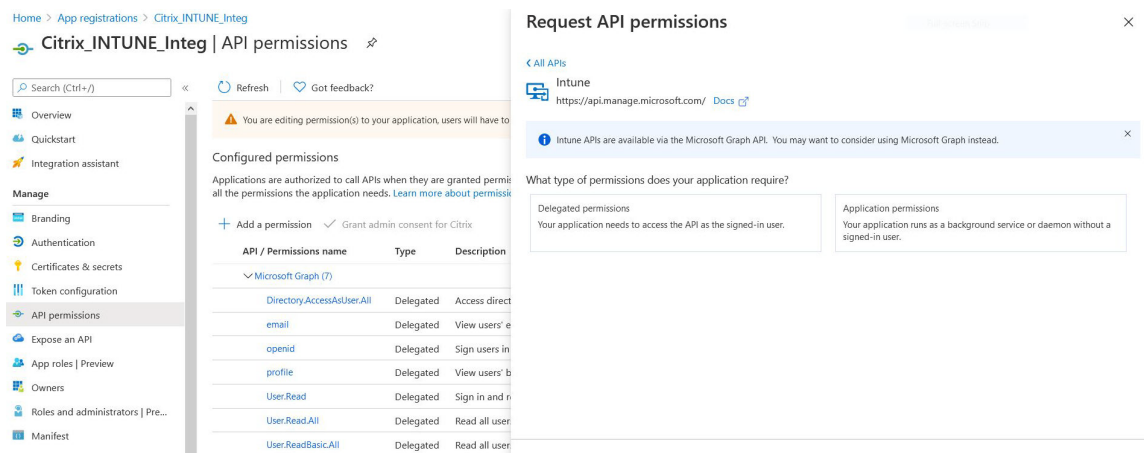 Home > App registrations > Citrix_INTUNE_Integ
Citrix_INTUNE_Integ | API permissions
Search (Ctrl+/)
«
Overview
Quickstart
Integration assistant
Manage
Branding
Authentication
Certificates & secrets
Token configuration
API permissions
Expose an API
App roles | Preview
Owners
Roles and administrators | Pre...
Manifest
Refresh
Got feedback?
You are editing permission(s) to your application, users will have to
Configured permissions
Applications are authorized to call APIs when they are granted permis
all the permissions the application needs. Learn more about permissio
Add a permission
Grant admin consent for Citrix
API / Permissions name Type Description
Microsoft Graph (7)
Directory.AccessAsUser.All Delegated Access direct
email Delegated View users' e
openid Delegated Sign users in
profile Delegated View users' b
User.Read Delegated Sign in and r
User.Read.All Delegated Read all user
User.ReadBasic.All Delegated Read all user
Request API permissions
All APIs
Intune
https://api.manage.microsoft.com/ Docs
Intune APIs are available via the Microsoft Graph API. You may want to consider using Microsoft Graph instead.
What type of permissions does your application require?
Delegated permissions
Your application needs to access the API as the signed-in user.
Application permissions
Your application runs as a background service or daemon without a
signed-in user.